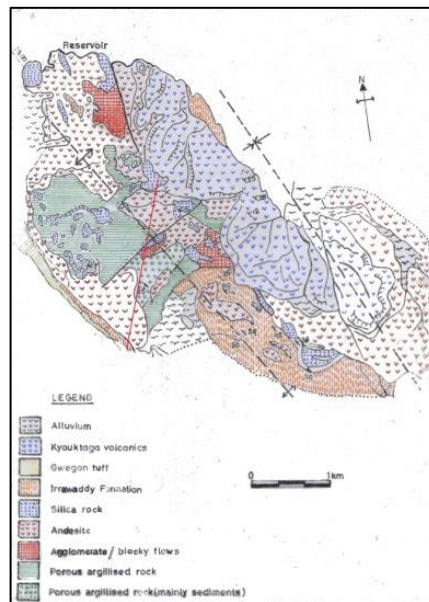 Reservoir
N
LEGEND
Alluvium
Kyouktaga volcanics
Gwegon tuff
Irrawaddy Formation
Silica rock
Andesite
Agglomerate/ blocky flows
Porous argillised rock
Porous argillised rock(mainly sediments)
0 1km